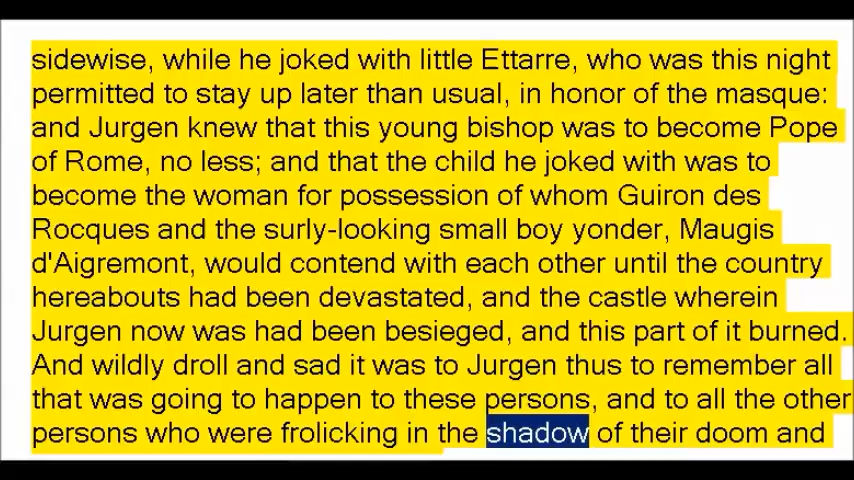 sidewise, while he joked with little Ettarre, who was this night
permitted to stay up later than usual, in honor of the masque:
and Jurgen knew that this young bishop was to become Pope
of Rome, no less; and that the child he joked with was to
become the woman for possession of whom Guiron des
Rocques and the surly-looking small boy yonder, Maugis
d'Aigremont, would contend with each other until the country
hereabouts had been devastated, and the castle wherein
Jurgen now was had been besieged, and this part of it burned.
And wildly droll and sad it was to Jurgen thus to remember all
that was going to happen to these persons, and to all the other
persons who were frolicking in the shadow of their doom and